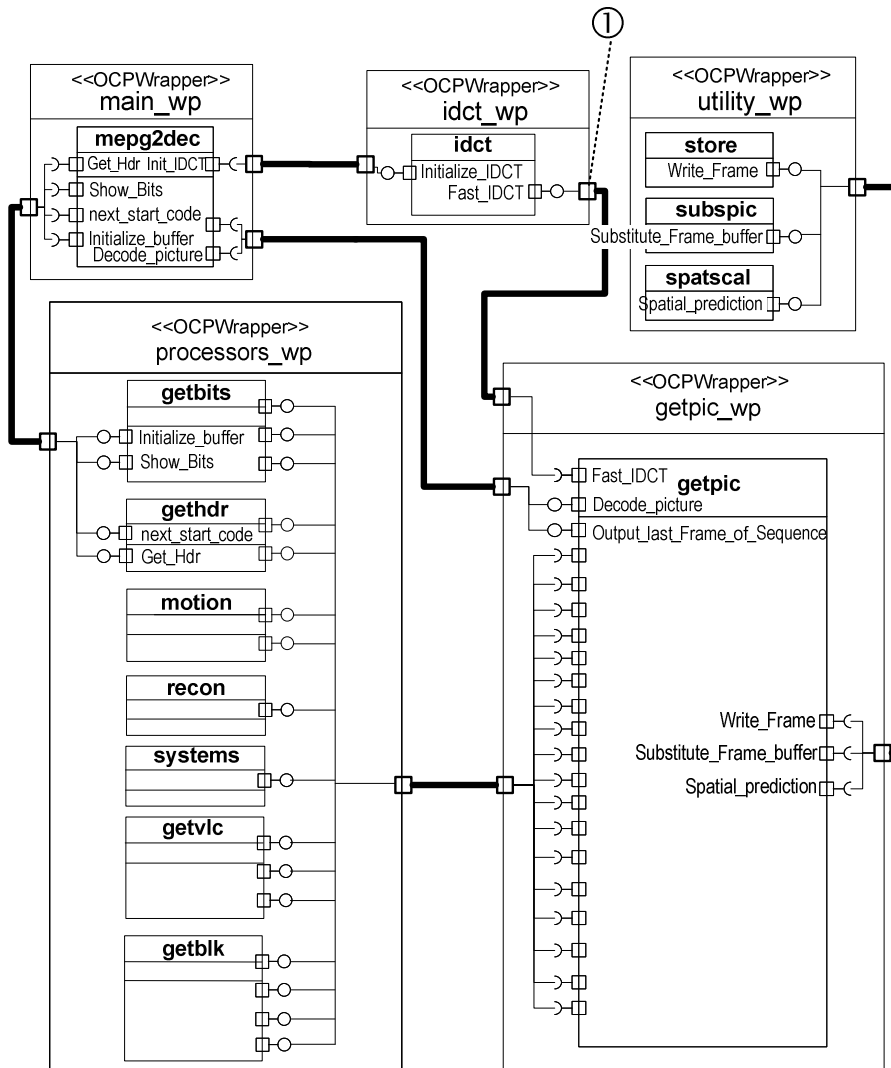 ①
<<OCPWrapper>>
main_wp
mepg2dec
Get_Hdr Init_IDCT
Show_Bits
next_start_code
Initialize_buffer
Decode_picture
<<OCPWrapper>>
idct_wp
idct
Initialize_IDCT
Fast_IDCT
<<OCPWrapper>>
utility_wp
store
Write_Frame
subspic
Substitute_Frame_buffer
spatscal
Spatial_prediction
<<OCPWrapper>>
processors_wp
getbits
Initialize_buffer
Show_Bits
gethdr
next_start_code
Get_Hdr
motion
recon
systems
getvlc
getblk
<<OCPWrapper>>
getpic_wp
Fast_IDCT
getpic
Decode_picture
Output_last_Frame_of_Sequence
Write_Frame
Substitute_Frame_buffer
Spatial_prediction